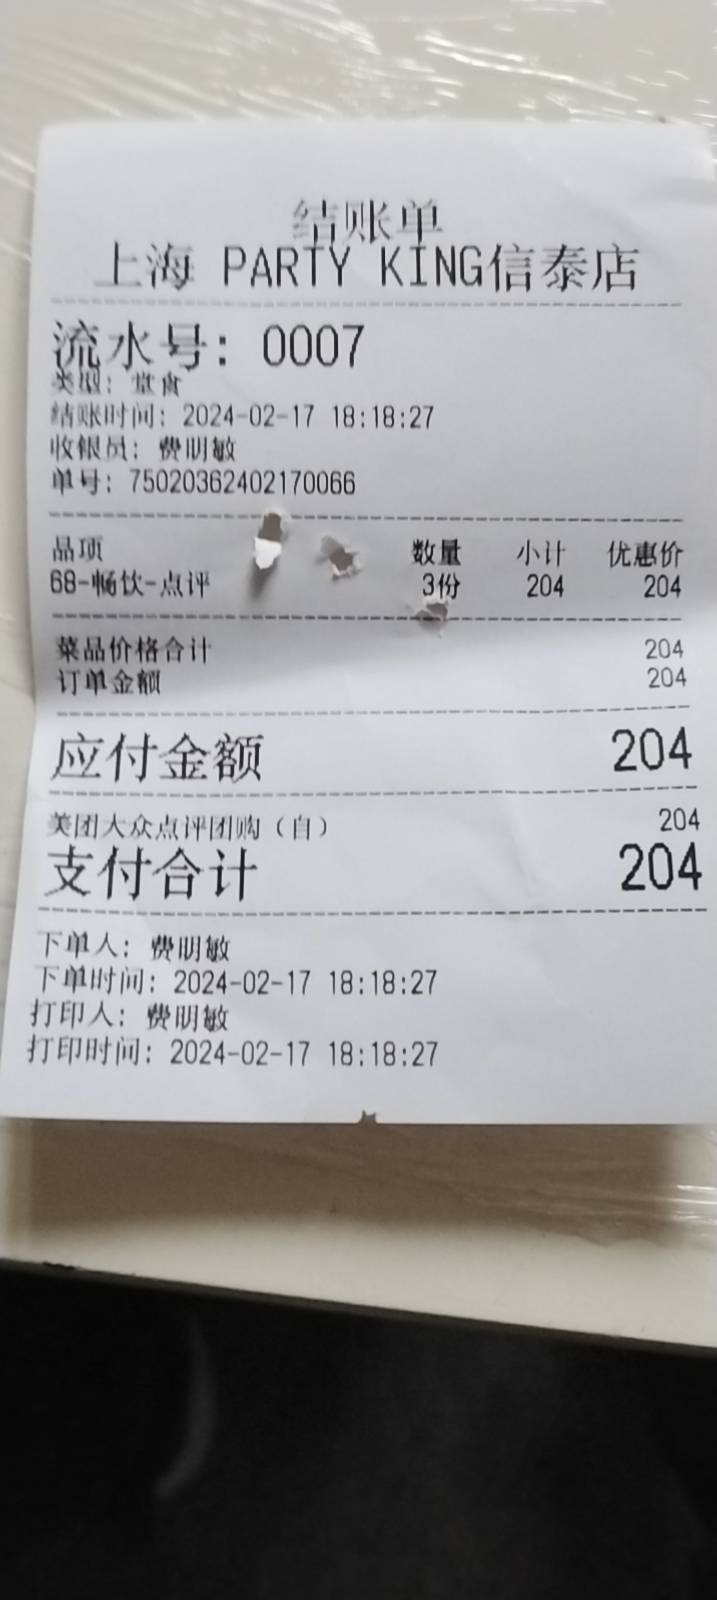 结账单
上海 PARTY KING信泰店
流水号: 0007
类型: 堂食
结账时间: 2024-02-17 18:18:27
收银员: 费明敏
单号: 75020362402170066
品项 数量 小计 优惠价
68-畅饮-点评 3份 204 204
菜品价格合计 204
订单金额 204
应付金额 204
美团大众点评团购（自） 204
支付合计 204
下单人: 费明敏
下单时间: 2024-02-17 18:18:27
打印人: 费明敏
打印时间: 2024-02-17 18:18:27